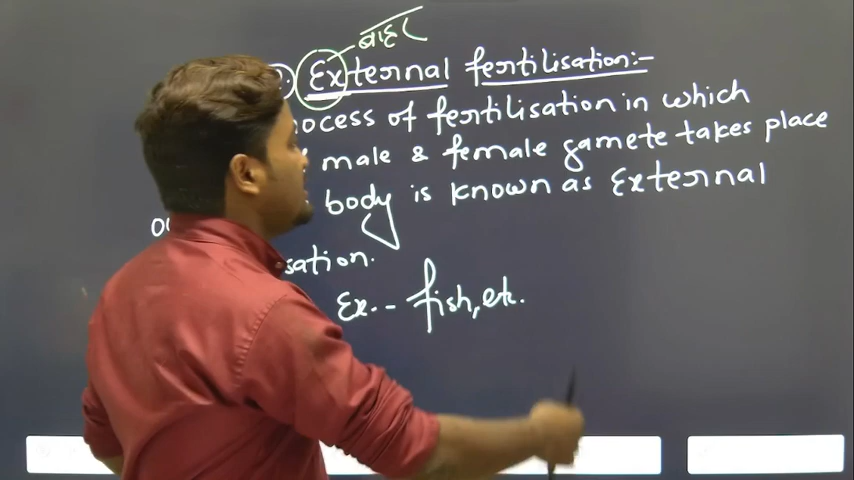 बाहर
External fertilisation:-
ocess of fertilisation in which
male & female gamete takes place
body is known as External
sation.
Ex.-- fish, etc.